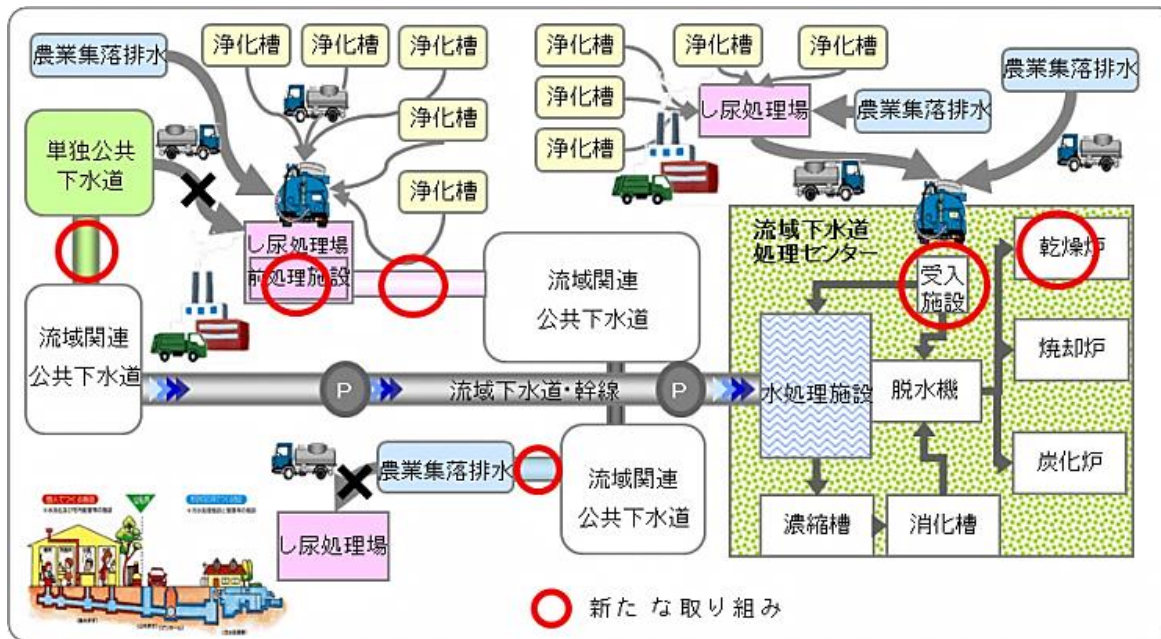 農業集落排水
浄化槽
浄化槽
浄化槽
浄化槽
浄化槽
単独公共
下水道
し尿処理場
前処理施設
流域関連
公共下水道
流域関連
公共下水道
P
流域下水道・幹線
P
農業集落排水
し尿処理場
流域関連
公共下水道
浄化槽
浄化槽
浄化槽
浄化槽
浄化槽
し尿処理場
農業集落排水
農業集落排水
流域下水道
処理センター
受入
施設
乾燥炉
焼却炉
炭化炉
水処理施設
脱水機
濃縮槽
消化槽
新たな取り組み